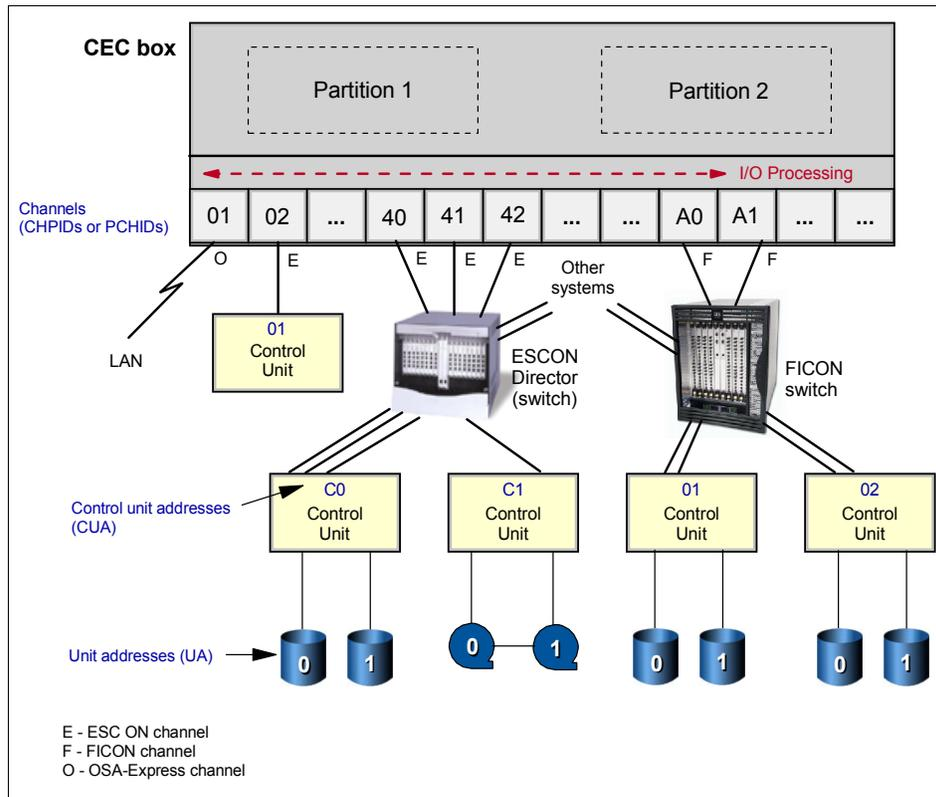 CEC box
Partition 1
Partition 2
I/O Processing
Channels
(CHPIDs or PCHIDs)
01
02
...
40
41
42
...
...
A0
A1
...
...
O
E
E
E
E
F
F
Other
systems
LAN
01
Control
Unit
ESCON
Director
(switch)
FICON
switch
Control unit addresses
(CUA)
C0
Control
Unit
C1
Control
Unit
01
Control
Unit
02
Control
Unit
Unit addresses (UA)
0
1
0
1
0
1
0
1
E - ESC ON channel
F - FICON channel
O - OSA-Express channel